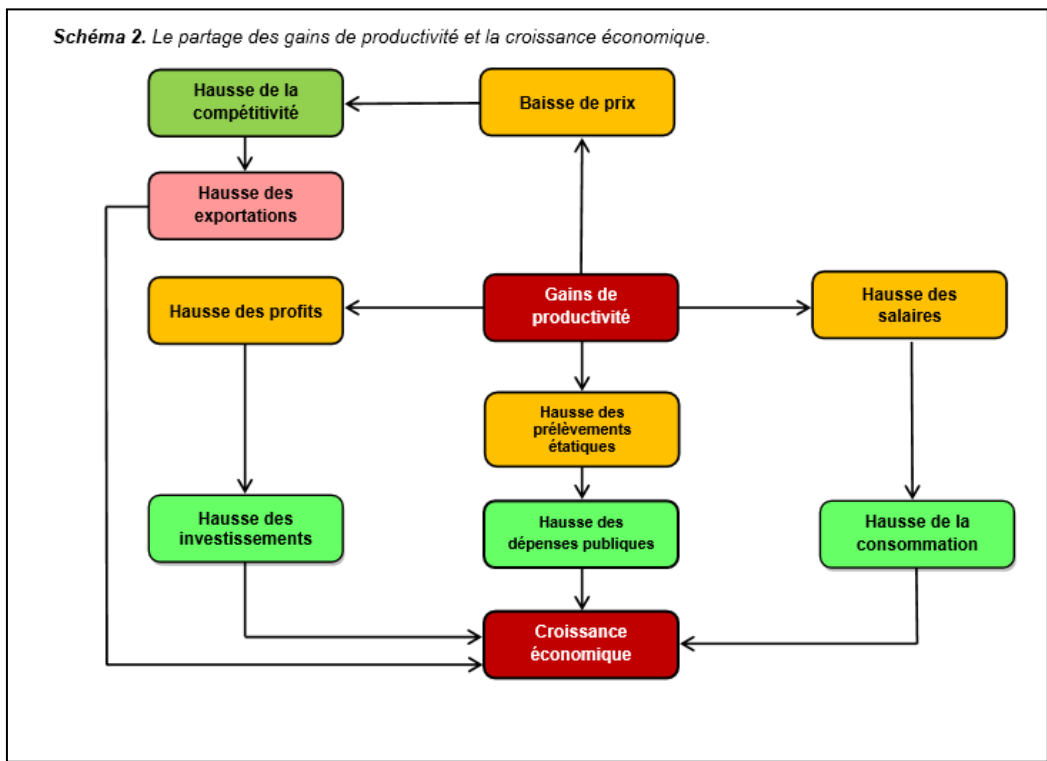 Schéma 2. Le partage des gains de productivité et la croissance économique.
Hausse de la
compétitivité
Baisse de prix
Hausse des
exportations
Hausse des profits
Gains de
productivité
Hausse des
salaires
Hausse des
prélèvements
étatiques
Hausse des
investissements
Hausse des
dépenses publiques
Hausse de la
consommation
Croissance
économique